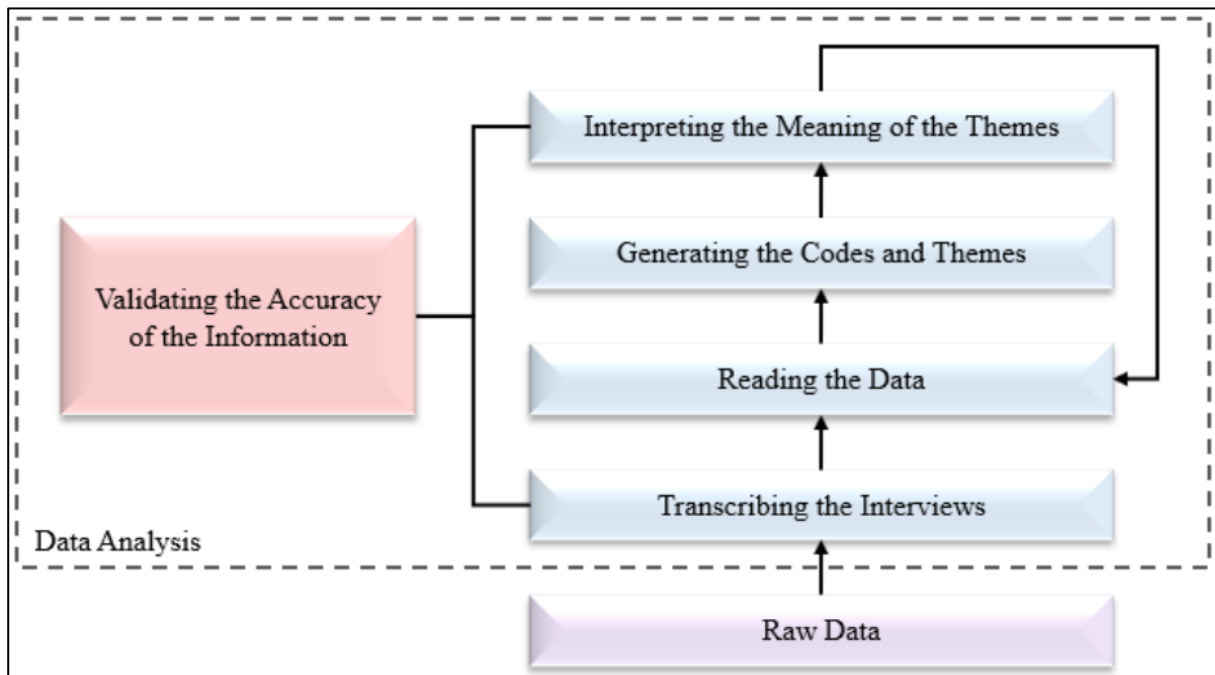 Interpreting the Meaning of the Themes
Generating the Codes and Themes
Validating the Accuracy
of the Information
Reading the Data
Transcribing the Interviews
Data Analysis
Raw Data